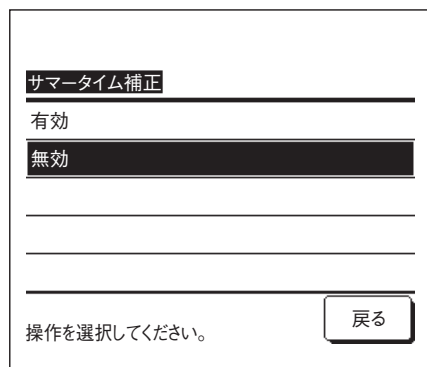 サマータイム補正
有効
無効
操作を選択してください。
戻る